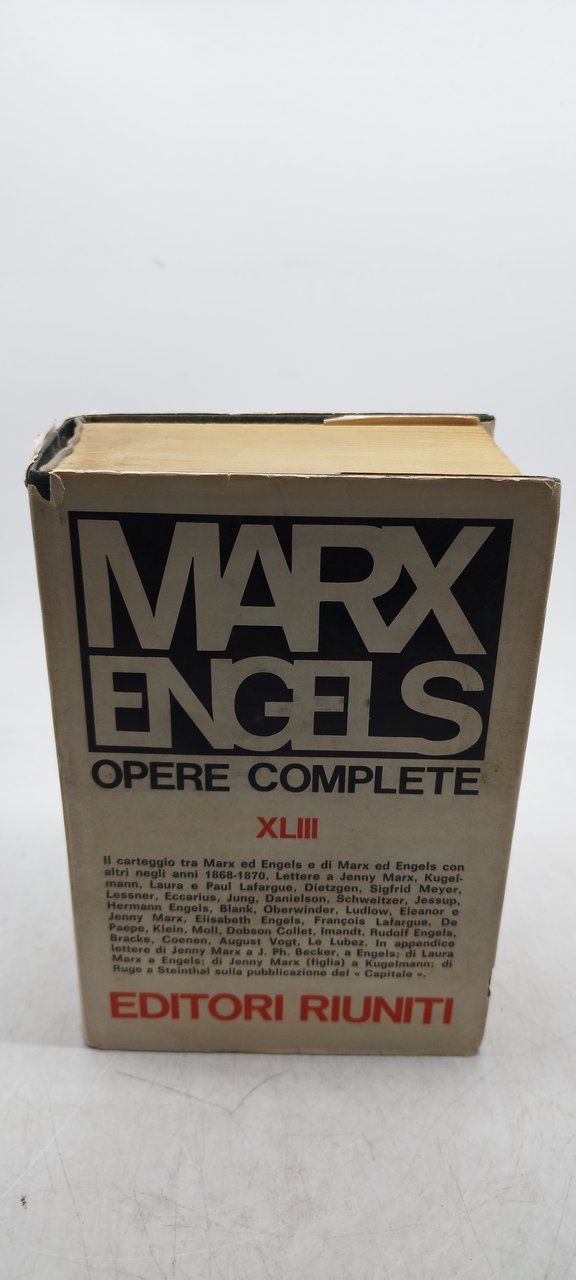 MARX
ENGELS
OPERE COMPLETE
XLIII
Il carteggio tra Marx ed Engels e di Marx ed Engels con
altri negli anni 1868-1870. Lettere a Jenny Marx, Kugel-
mann, Laura e Paul Lafargue, Dietzgen, Sigfrid Meyer,
Lessner, Eccarius, Jung, Danielson, Schweitzer, Jessup,
Hermann Engels, Blank, Oberwinder, Ludlow, Eleanor e
Jenny Marx, Elisabeth Engels, François Lafargue, De
Paepe, Klein, Moll, Dobson Collet, Imandt, Rudolf Engels,
Bracke, Coenen, August Vogt, Le Lubez. In appendice
lettere di Jenny Marx a J. Ph. Becker, a Engels; di Laura
Marx a Engels; di Jenny Marx (figlia) a Kugelmann; di
Ruge a Steinthal sulla pubblicazione del « Capitale ».
EDITORI RIUNITI